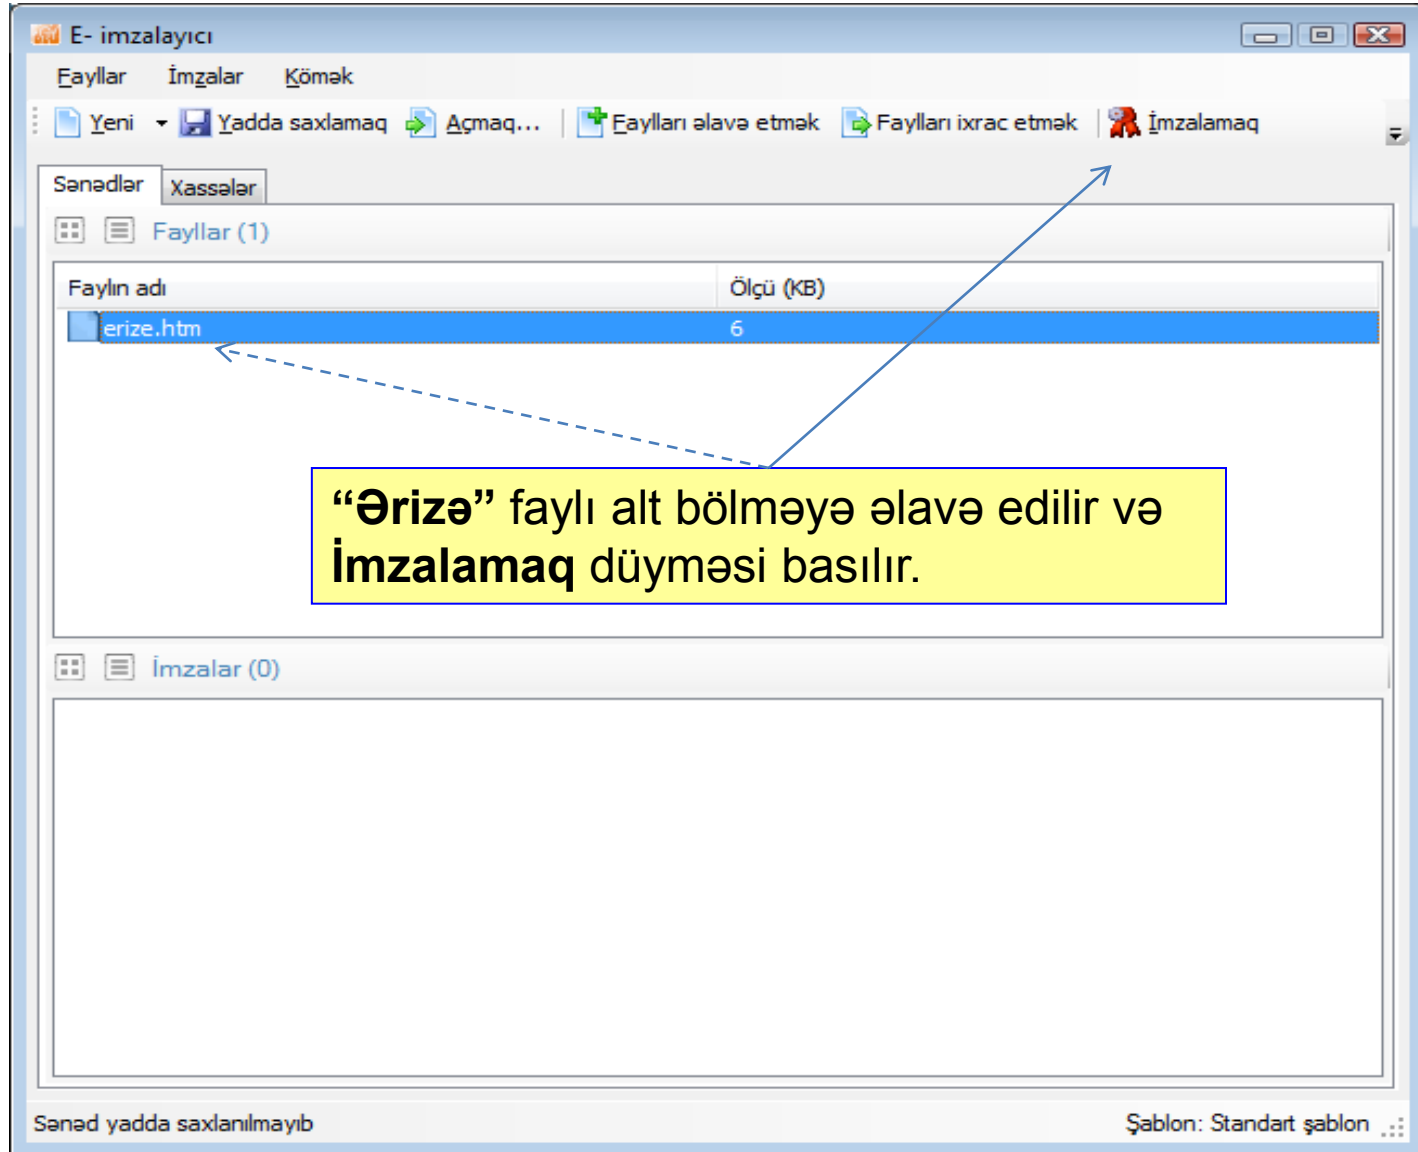 E- imzalayıcı
Fayllar İmzalar Kömək
Yeni Yadda saxlamaq Açmaq... Faylları əlavə etmək Faylları ixrac etmək İmzalamaq
Sənədlər Xassələr
Fayllar (1)
Faylın adı Ölçü (KB)
erize.htm 6
“Ərizə” faylı alt bölməyə əlavə edilir və
İmzalamaq düyməsi basılır.
İmzalar (0)
Sənəd yadda saxlanılmayıb Şablon: Standart şablon